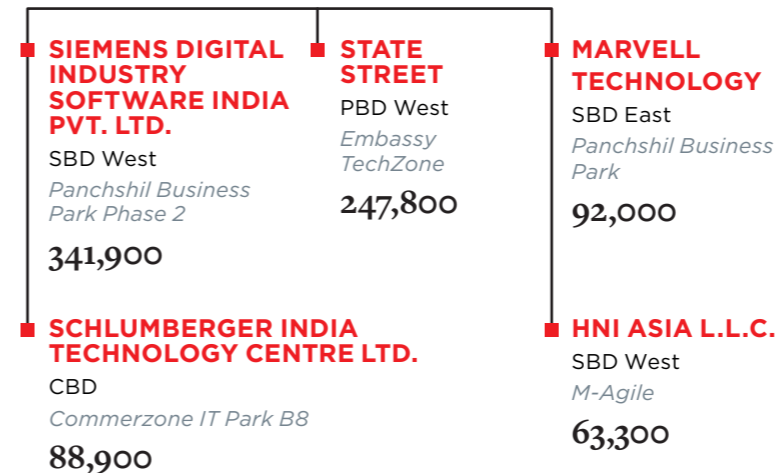 SIEMENS DIGITAL
INDUSTRY
SOFTWARE INDIA
PVT. LTD.
SBD West
Panchshil Business
Park Phase 2
341,900
STATE
STREET
PBD West
Embassy
TechZone
247,800
MARVELL
TECHNOLOGY
SBD East
Panchshil Business
Park
92,000
SCHLUMBERGER INDIA
TECHNOLOGY CENTRE LTD.
CBD
Commerzone IT Park B8
88,900
HNI ASIA L.L.C.
SBD West
M-Agile
63,300